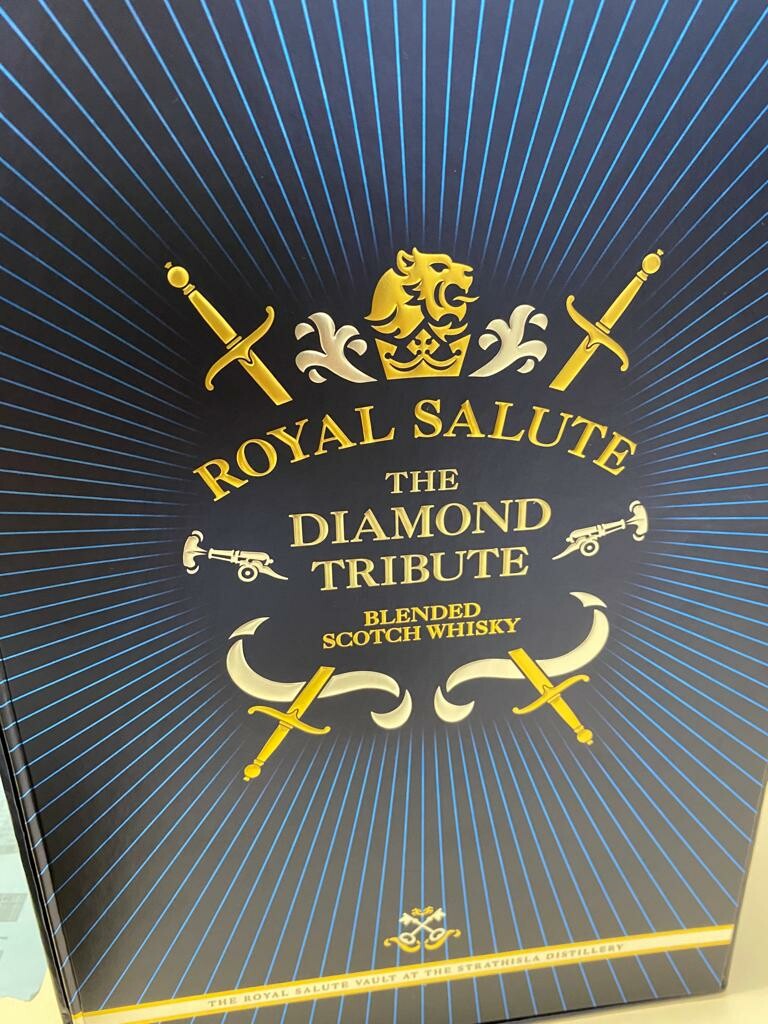 ROYAL SALUTE
THE
DIAMOND
TRIBUTE
BLENDED
SCOTCH WHISKY
THE ROYAL SALUTE VAULT AT THE STRATHISLA DISTILLERY